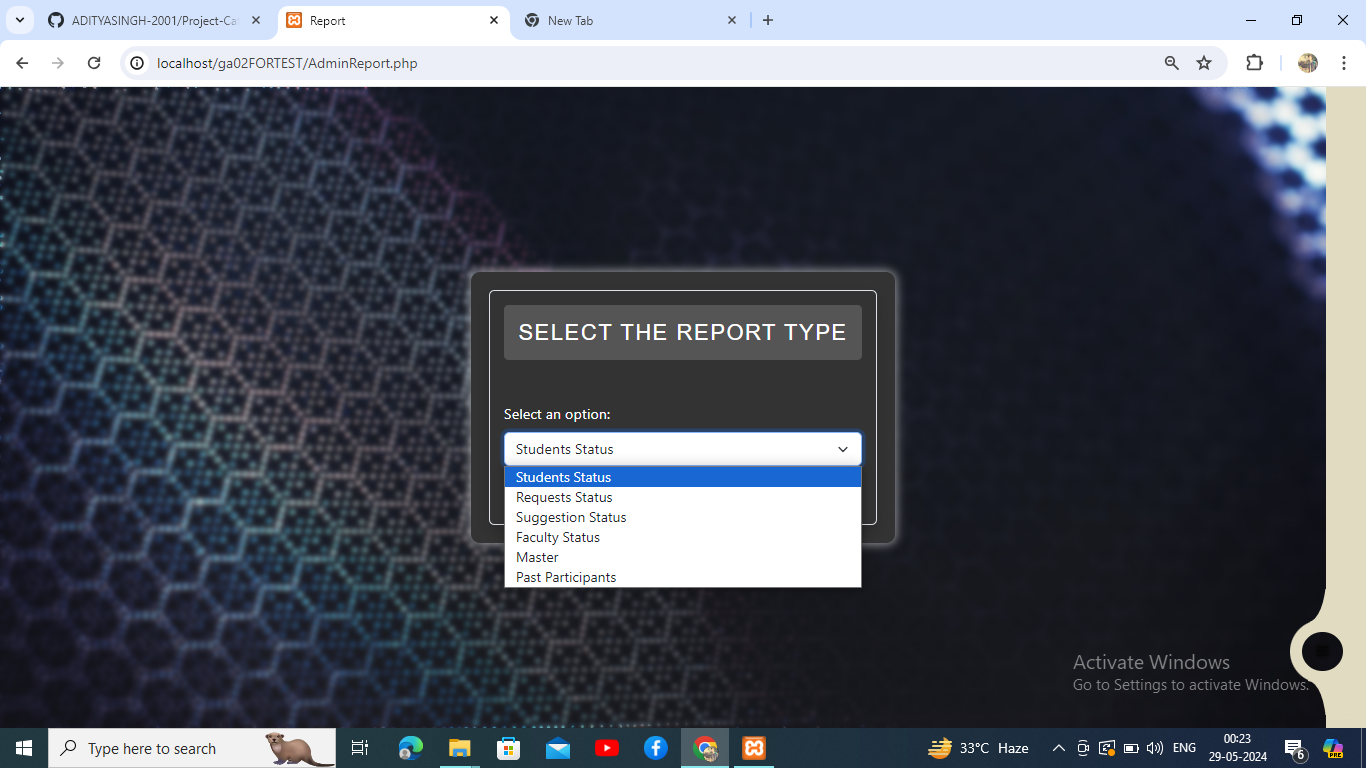 ADITYASINGH-2001/Project-Ca
Report
New Tab
localhost/ga02FORTEST/AdminReport.php
SELECT THE REPORT TYPE
Select an option:
Students Status
Students Status
Requests Status
Suggestion Status
Faculty Status
Master
Past Participants
Activate Windows
Go to Settings to activate Windows.
Type here to search
33°C Haze
ENG
00:23
29-05-2024
6
PRE